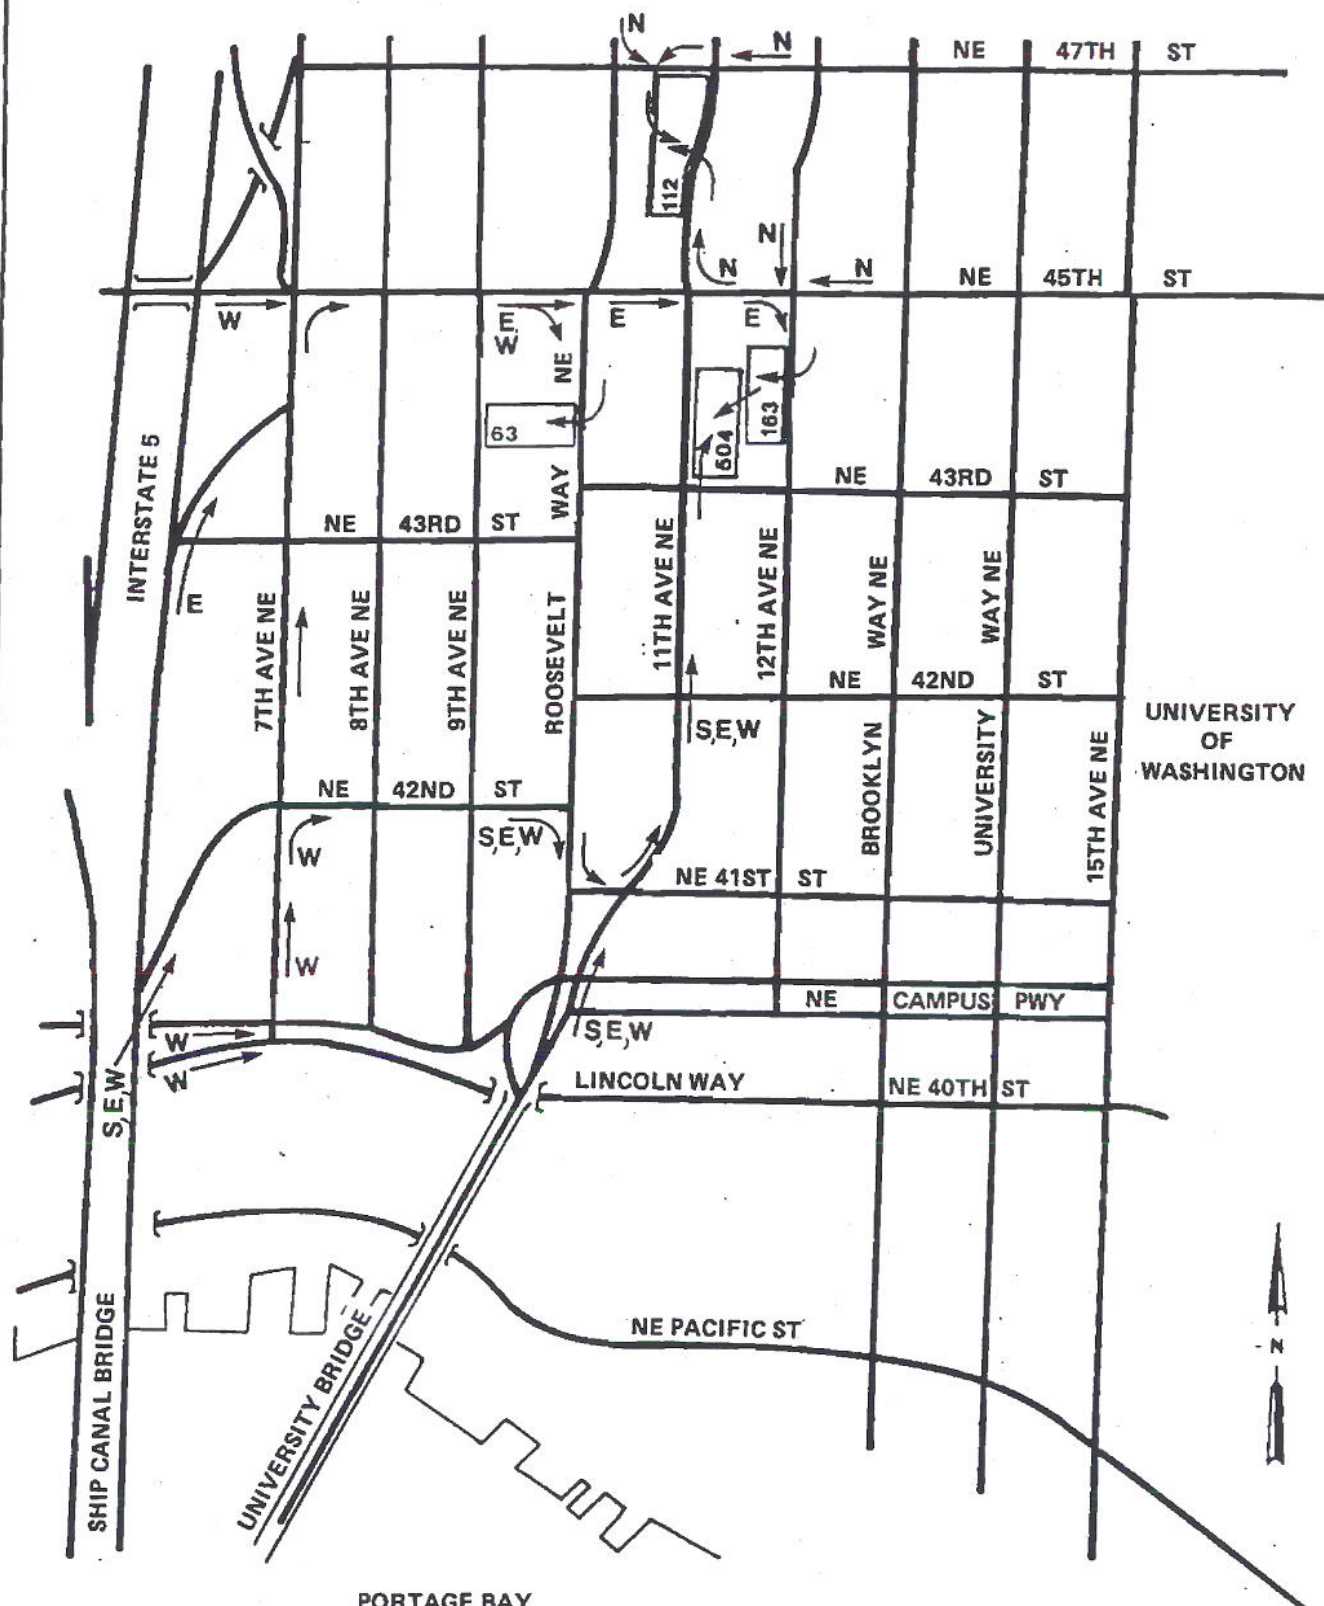 N
N
NE 47TH ST
112
N
N
N
NE 45TH ST
W
E,
W
E
E
NE
63
504
163
INTERSTATE 5
WAY
NE 43RD ST
NE 43RD ST
E
7TH AVE NE
8TH AVE NE
9TH AVE NE
ROOSEVELT
11TH AVE NE
12TH AVE NE
WAY NE
WAY NE
NE 42ND ST
S,E,W
BROOKLYN
UNIVERSITY
15TH AVE NE
UNIVERSITY
OF
WASHINGTON
NE 42ND ST
W
S,E,W
NE 41ST ST
W
NE CAMPUS PWY
W
W
S,E,W
S,E,W
LINCOLN WAY
NE 40TH ST
SHIP CANAL BRIDGE
UNIVERSITY BRIDGE
NE PACIFIC ST
N
PORTAGE BAY